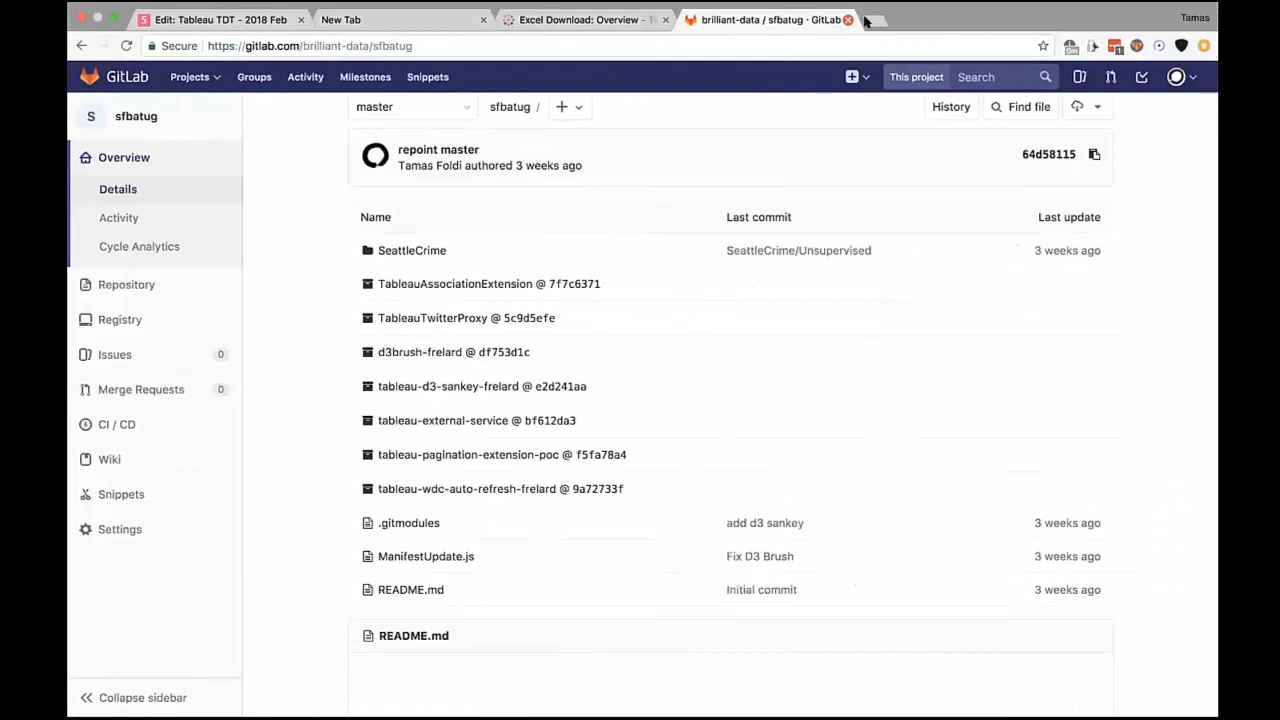 Edit: Tableau TDT - 2018 Feb
New Tab
Excel Download: Overview -
brilliant-data / sfbatug · GitLab
Tamas
Secure
https://gitlab.com/brilliant-data/sfbatug
GitLab
Projects
Groups
Activity
Milestones
Snippets
This project
Search
S
sfbatug
Overview
Details
Activity
Cycle Analytics
Repository
Registry
Issues
0
Merge Requests
0
CI / CD
Wiki
Snippets
Settings
Collapse sidebar
master
sfbatug /
History
Find file
repoint master
Tamas Foldi authored 3 weeks ago
64d58115
Name
Last commit
Last update
SeattleCrime
SeattleCrime/Unsupervised
3 weeks ago
TableauAssociationExtension @ 7f7c6371
TableauTwitterProxy @ 5c9d5efe
d3brush-frelard @ df753d1c
tableau-d3-sankey-frelard @ e2d241aa
tableau-external-service @ bf612da3
tableau-pagination-extension-poc @ f5fa78a4
tableau-wdc-auto-refresh-frelard @ 9a72733f
.gitmodules
add d3 sankey
3 weeks ago
ManifestUpdate.js
Fix D3 Brush
3 weeks ago
README.md
Initial commit
3 weeks ago
README.md